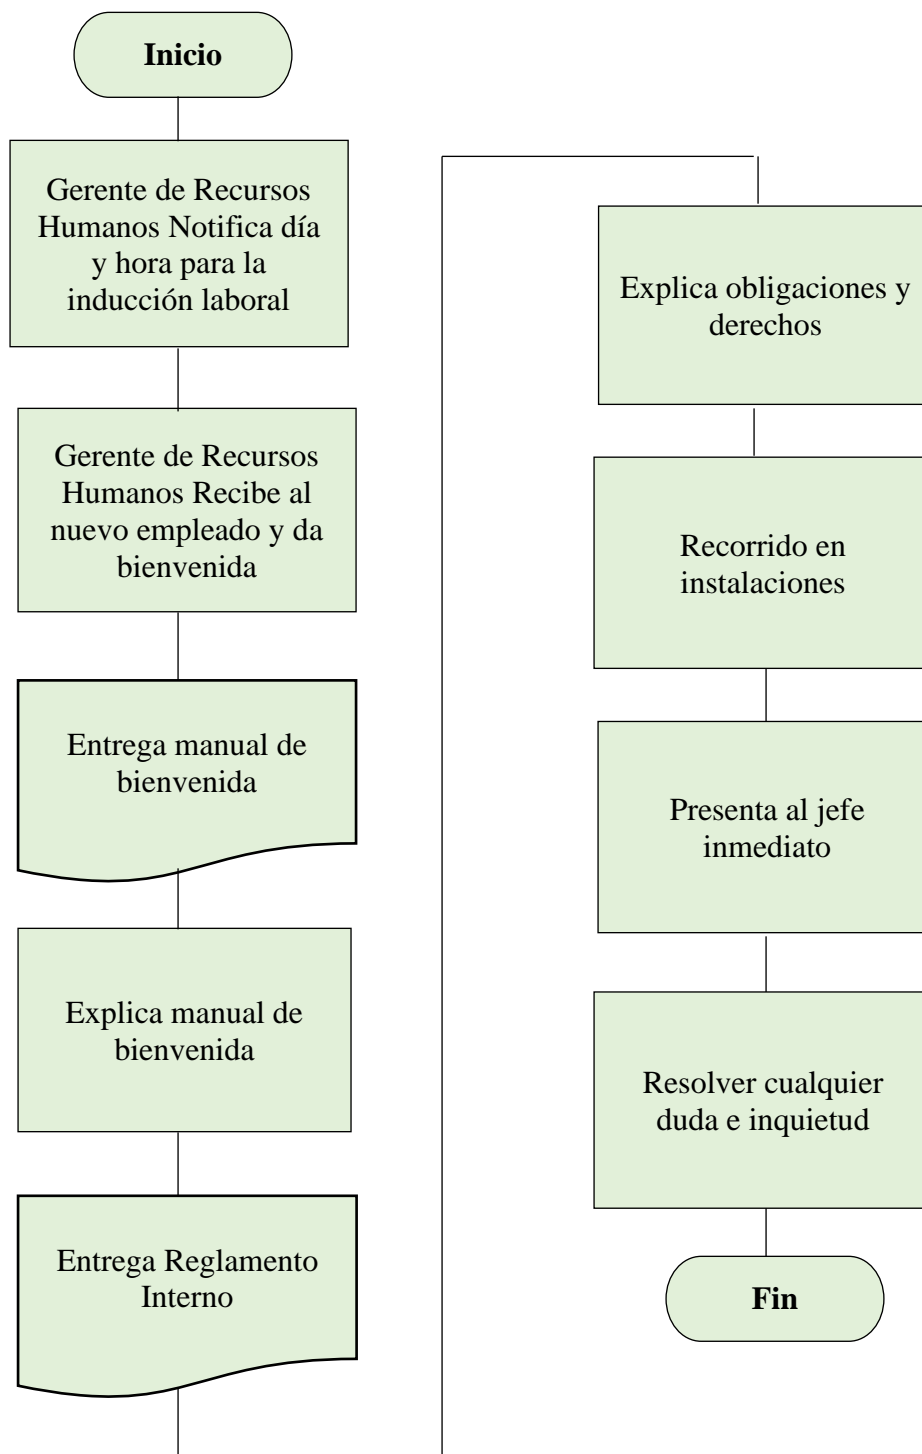 Inicio
Gerente de Recursos
Humanos Notifica día
y hora para la
inducción laboral
Gerente de Recursos
Humanos Recibe al
nuevo empleado y da
bienvenida
Entrega manual de
bienvenida
Explica manual de
bienvenida
Entrega Reglamento
Interno
Explica obligaciones y
derechos
Recorrido en
instalaciones
Presenta al jefe
inmediato
Resolver cualquier
duda e inquietud
Fin